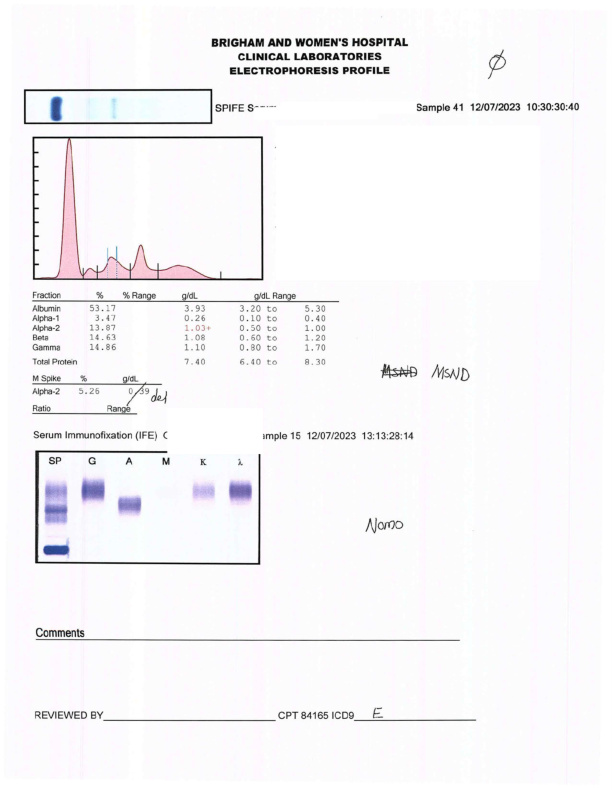 BRIGHAM AND WOMEN'S HOSPITAL
CLINICAL LABORATORIES
ELECTROPHORESIS PROFILE
Ø
SPIFE S
Sample 41 12/07/2023 10:30:30:40
Fraction % % Range g/dL g/dL Range
Albumin 53.17 3.93 3.20 to 5.30
Alpha-1 3.47 0.26 0.10 to 0.40
Alpha-2 13.87 1.03+ 0.50 to 1.00
Beta 14.63 1.08 0.60 to 1.20
Gamma 14.86 1.10 0.80 to 1.70
Total Protein 7.40 6.40 to 8.30
MSND MSND
M Spike % g/dL
Alpha-2 5.26 0.39 del
Ratio Range
Serum Immunofixation (IFE) ample 15 12/07/2023 13:13:28:14
SP G A M K λ
Nomo
Comments
REVIEWED BY CPT 84165 ICD9 E